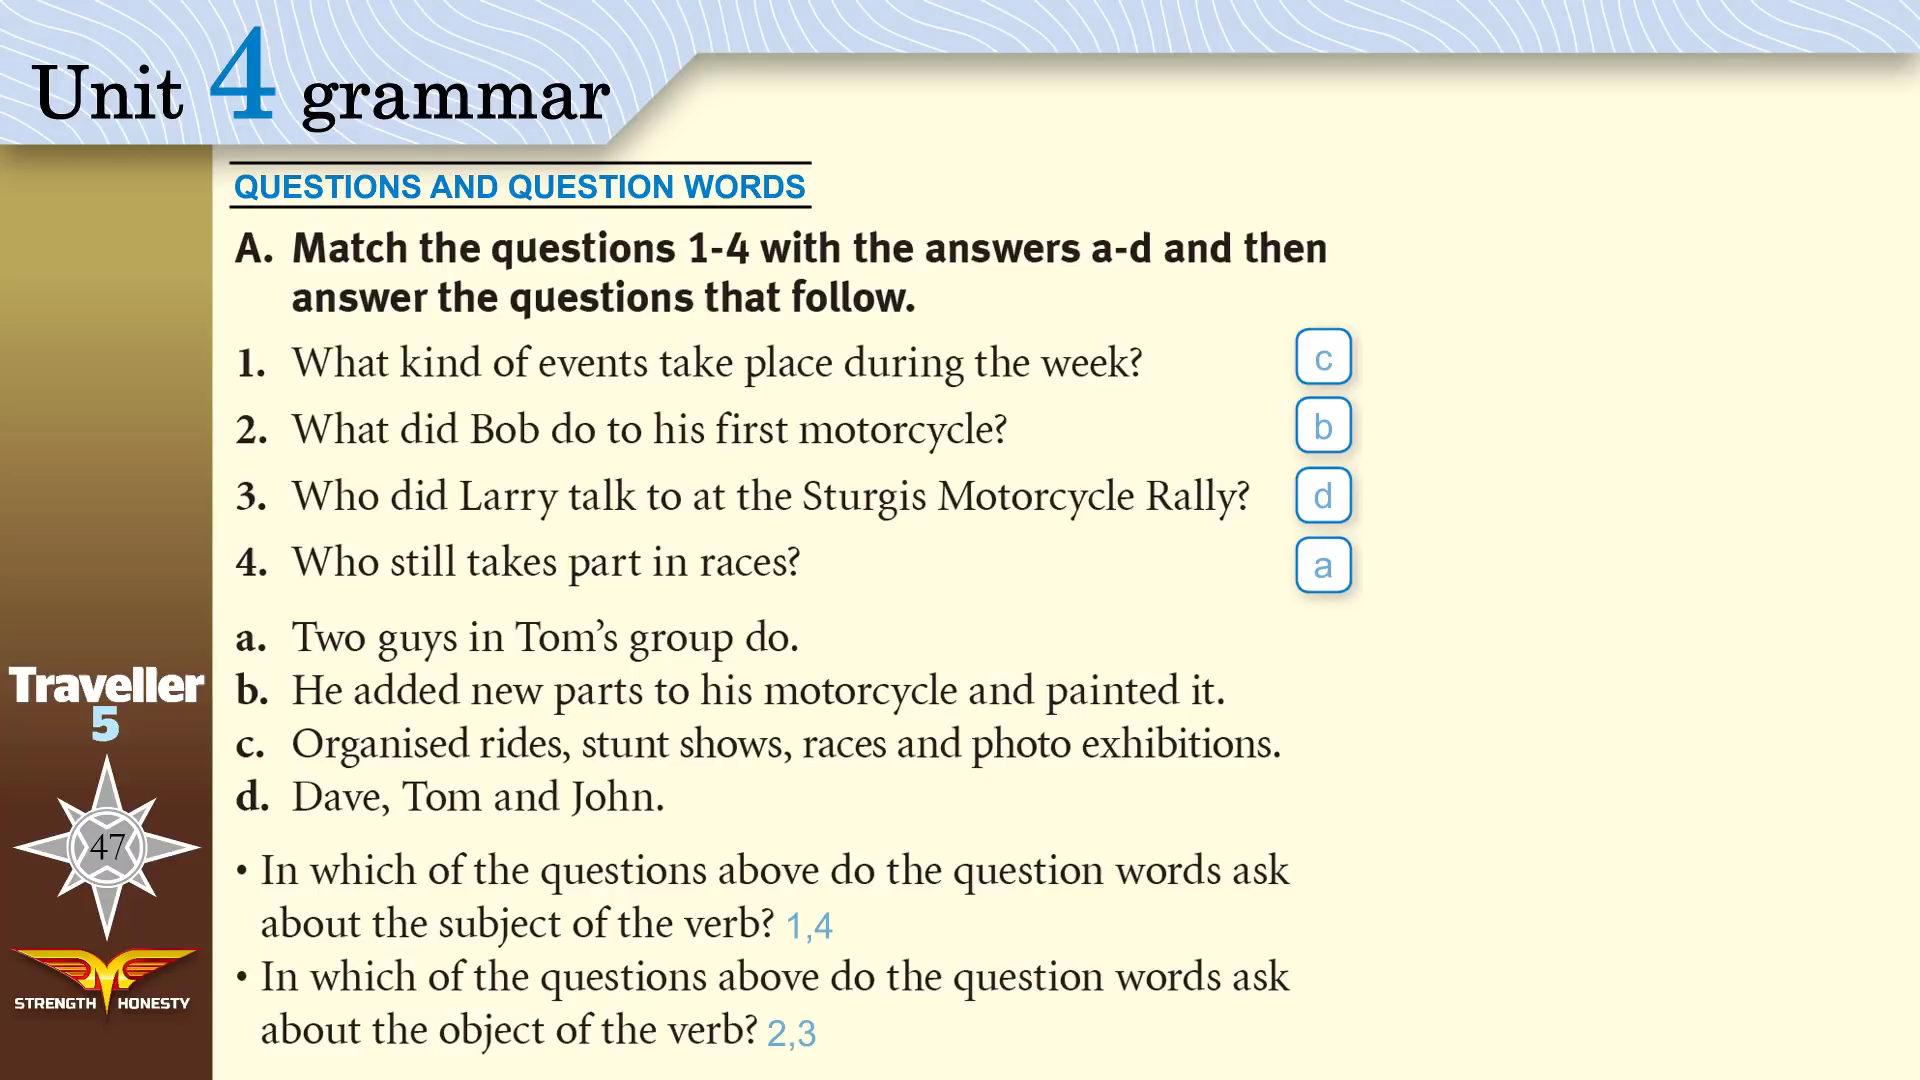 Unit 4 grammar
QUESTIONS AND QUESTION WORDS
A. Match the questions 1-4 with the answers a-d and then
answer the questions that follow.
1. What kind of events take place during the week? c
2. What did Bob do to his first motorcycle? b
3. Who did Larry talk to at the Sturgis Motorcycle Rally? d
4. Who still takes part in races? a
a. Two guys in Tom’s group do.
b. He added new parts to his motorcycle and painted it.
c. Organised rides, stunt shows, races and photo exhibitions.
d. Dave, Tom and John.
• In which of the questions above do the question words ask
about the subject of the verb? 1,4
• In which of the questions above do the question words ask
about the object of the verb? 2,3
Traveller
5
47
M
STRENGTH HONESTY